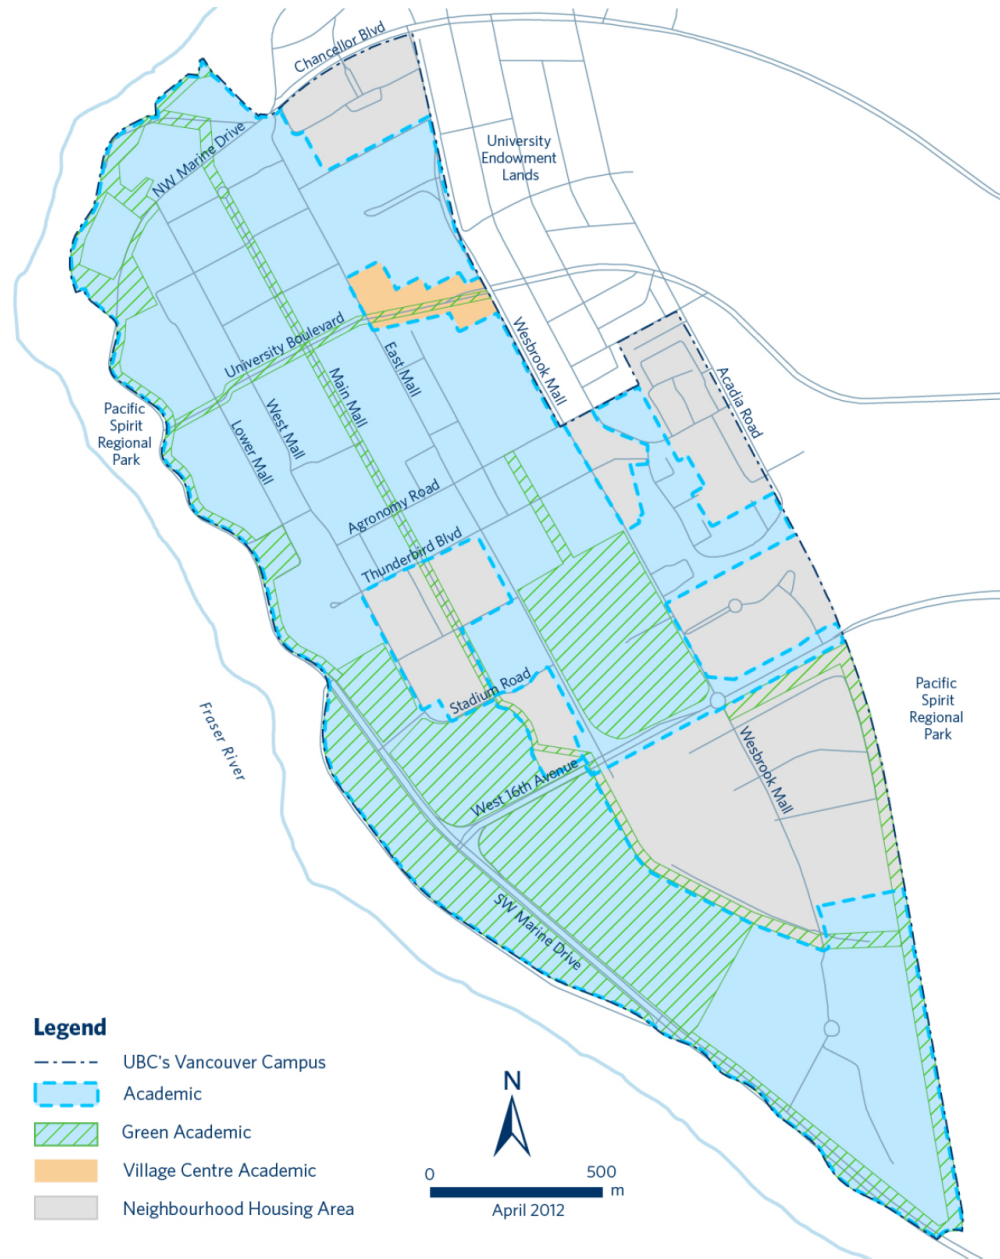 Chancellor Blvd
NW Marine Drive
University
Endowment
Lands
University Boulevard
East Mall
Wesbrook Mall
Main Mall
West Mall
Lower Mall
Acadia Road
Pacific
Spirit
Regional
Park
Agronomy Road
Thunderbird Blvd
Stadium Road
Fraser River
West 16th Avenue
Wesbrook Mall
Pacific
Spirit
Regional
Park
SW Marine Drive
Legend
UBC's Vancouver Campus
Academic
Green Academic
Village Centre Academic
Neighbourhood Housing Area
N
0 500
m
April 2012